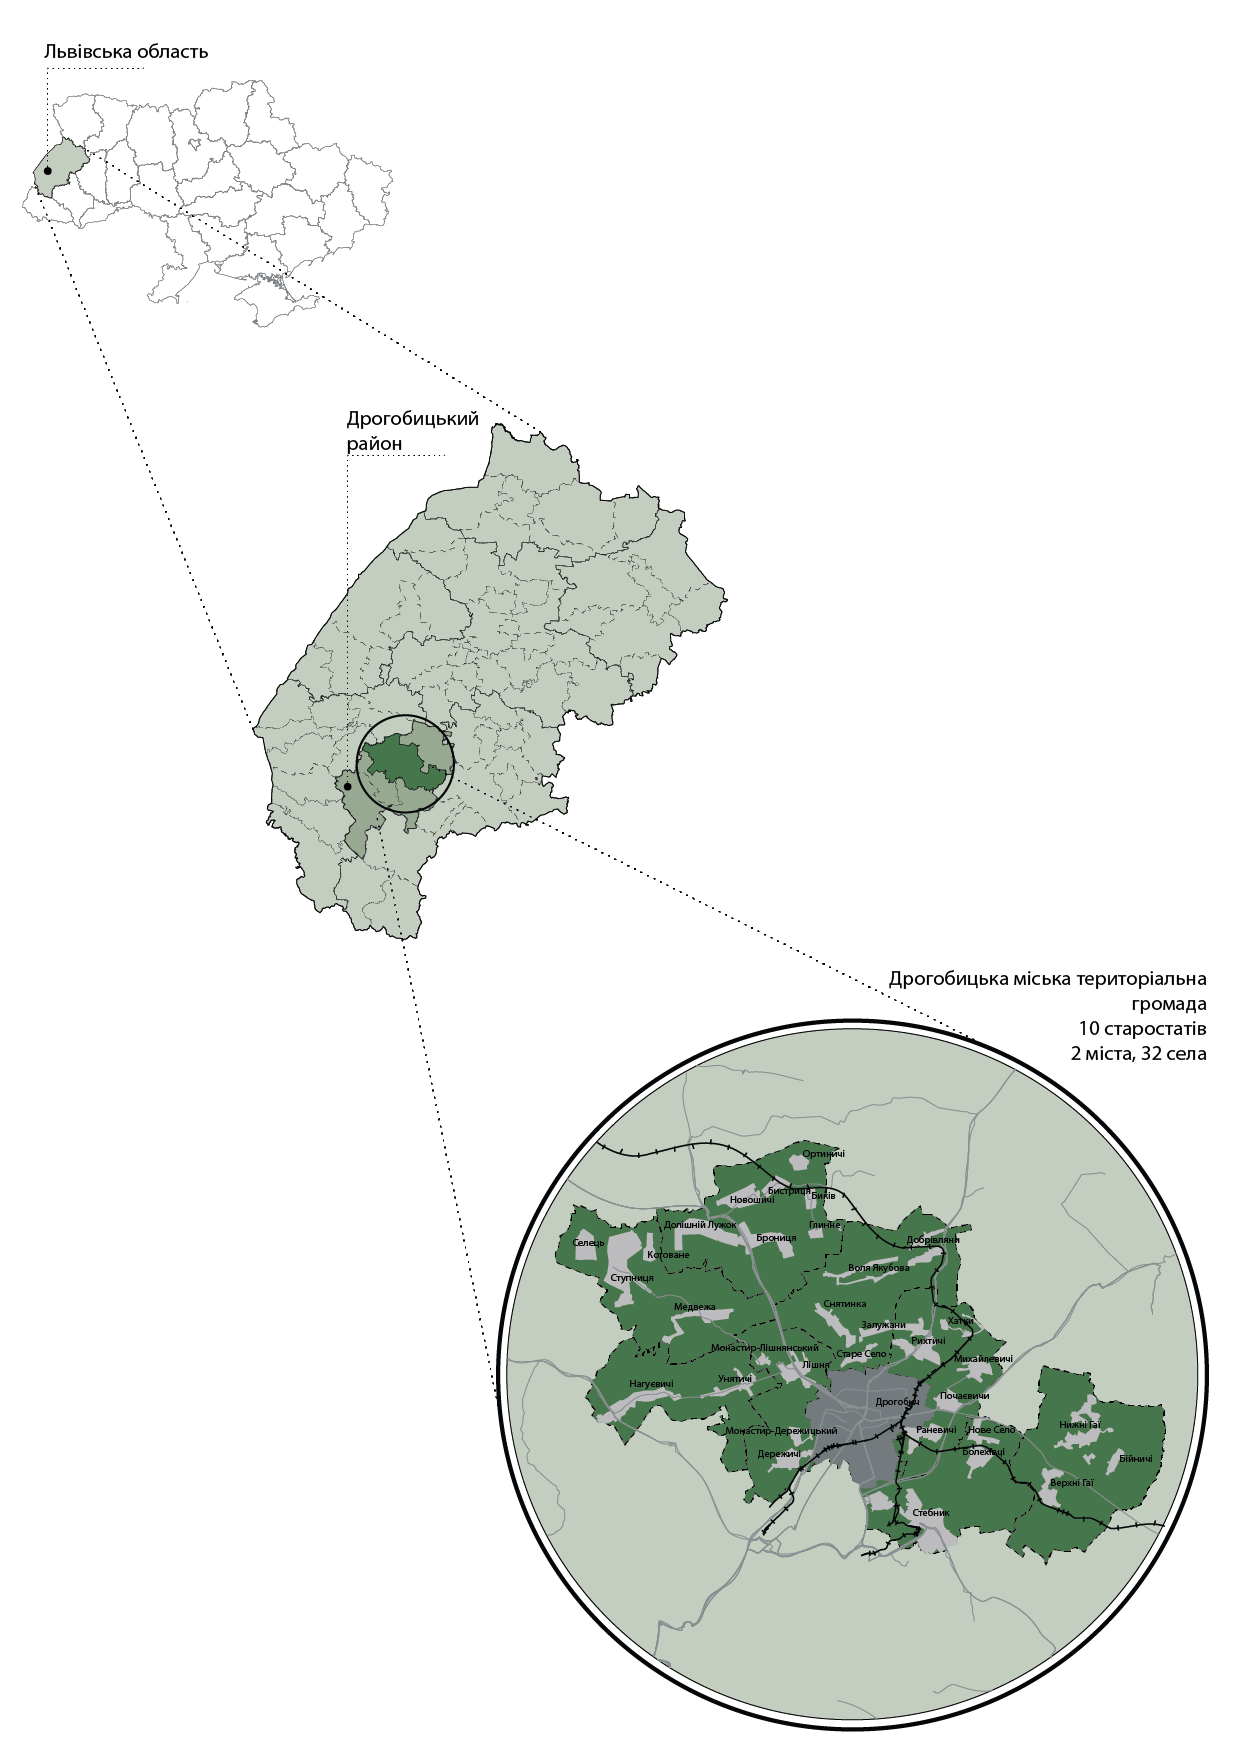 Львівська область
Дрогобицький
район
Дрогобицька міська територіальна
громада
10 старостатів
2 міста, 32 села
Ортиничі
Бистриця
Новошичі
Биків
Долішній Лужок
Глинне
Селець
Броница
Добрівляни
Котоване
Воля Якубова
Ступниця
Медвежа
Снятинка
Хатки
Залужани
Рихтичі
Монастир-Лішнянський
Старе Село
Михайлевичі
Лішня
Унятичі
Нагуєвичі
Почаєвичі
Дрогобич
Нижні Гаї
Монастир-Дережицький
Раневичі
Нове Село
Дережичі
Болехівці
Бійничі
Верхні Гаї
Стебник